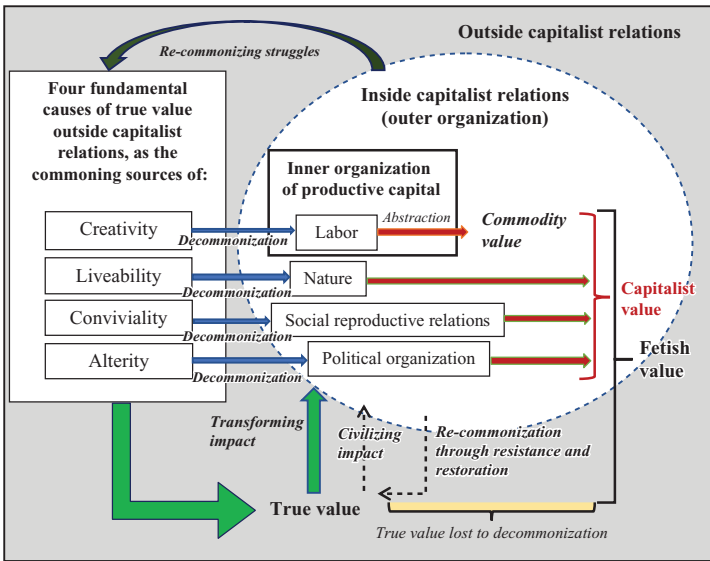 Outside capitalist relations
Re-commonizing struggles
Four fundamental
causes of true value
outside capitalist
relations, as the
commoning sources of:
Inside capitalist relations
(outer organization)
Inner organization
of productive capital
Creativity
Decommonization
Labor
Abstraction
Commodity
value
Liveability
Decommonization
Nature
Conviviality
Decommonization
Social reproductive relations
Alterity
Decommonization
Political organization
Capitalist
value
Fetish
value
Transforming
impact
Civilizing
impact
Re-commonization
through resistance and
restoration
True value
True value lost to decommonization